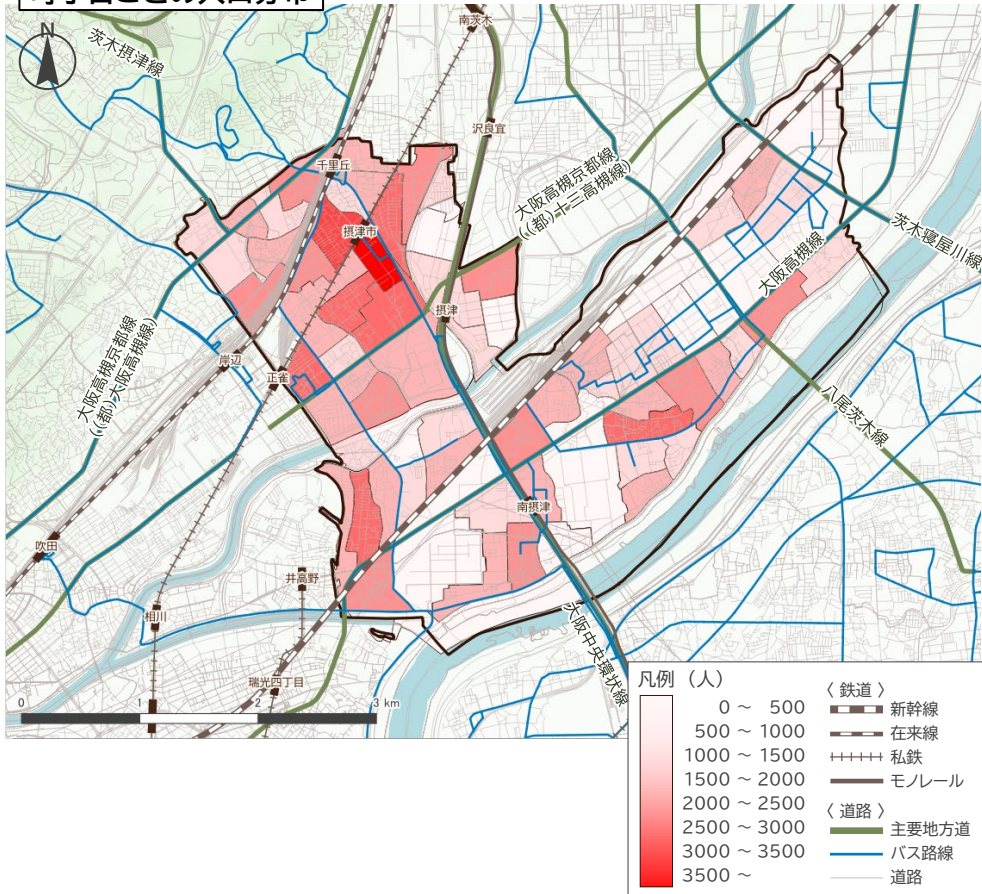 N
茨木摂津線
南茨木
沢良宜
千里丘
大阪高槻京都線
((都)十三高槻線)
摂津市
茨木寝屋川線
大阪高槻線
摂津
大阪高槻京都線
((都)大阪高槻線)
岸辺
正雀
八尾茨木線
南摂津
吹田
井高野
相川
大阪中央環状線
瑞光四丁目
0 1 2 3 km
凡例 （人）
0 ～ 500
500 ～ 1000
1000 ～ 1500
1500 ～ 2000
2000 ～ 2500
2500 ～ 3000
3000 ～ 3500
3500 ～
〈 鉄道 〉
新幹線
在来線
私鉄
モノレール
〈 道路 〉
主要地方道
バス路線
道路